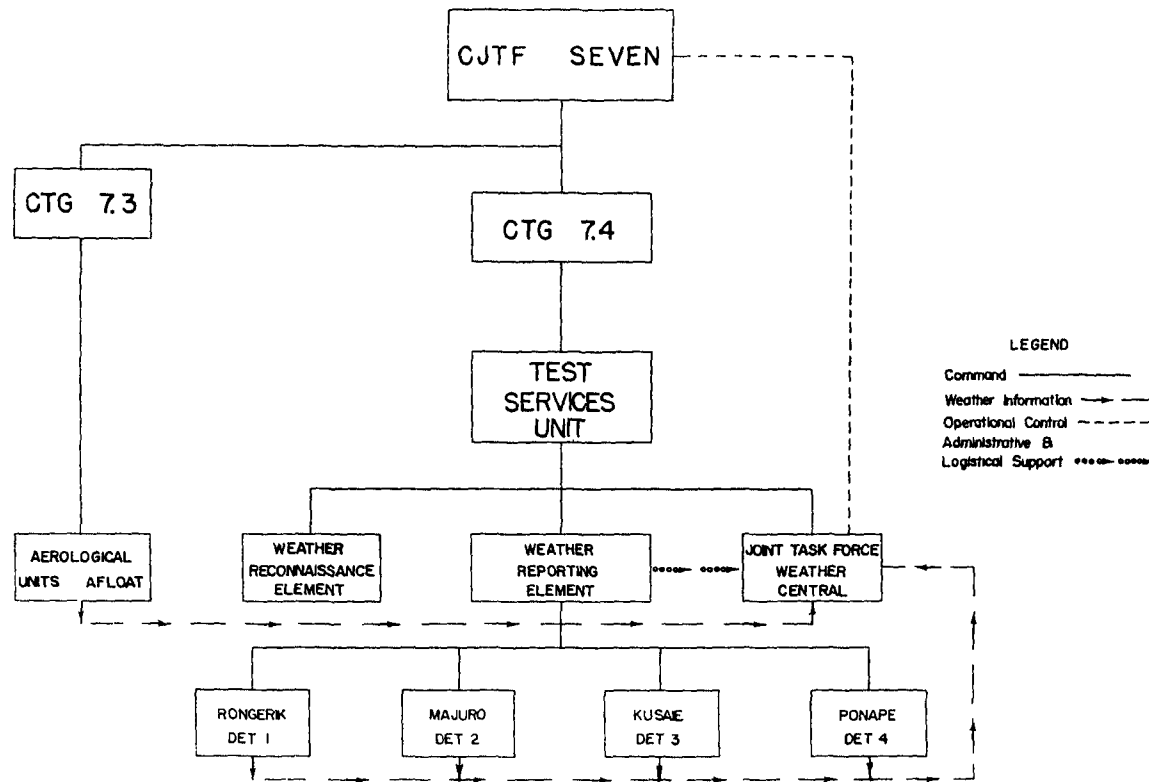 CJTF SEVEN
CTG 7.3
CTG 7.4
TEST
SERVICES
UNIT
LEGEND
Command
Weather Information
Operational Control
Administrative &
Logistical Support
AEROLOGICAL
UNITS AFLOAT
WEATHER
RECONNAISSANCE
ELEMENT
WEATHER
REPORTING
ELEMENT
JOINT TASK FORCE
WEATHER
CENTRAL
RONGERIK
DET 1
MAJURO
DET 2
KUSAIE
DET 3
PONAPE
DET 4